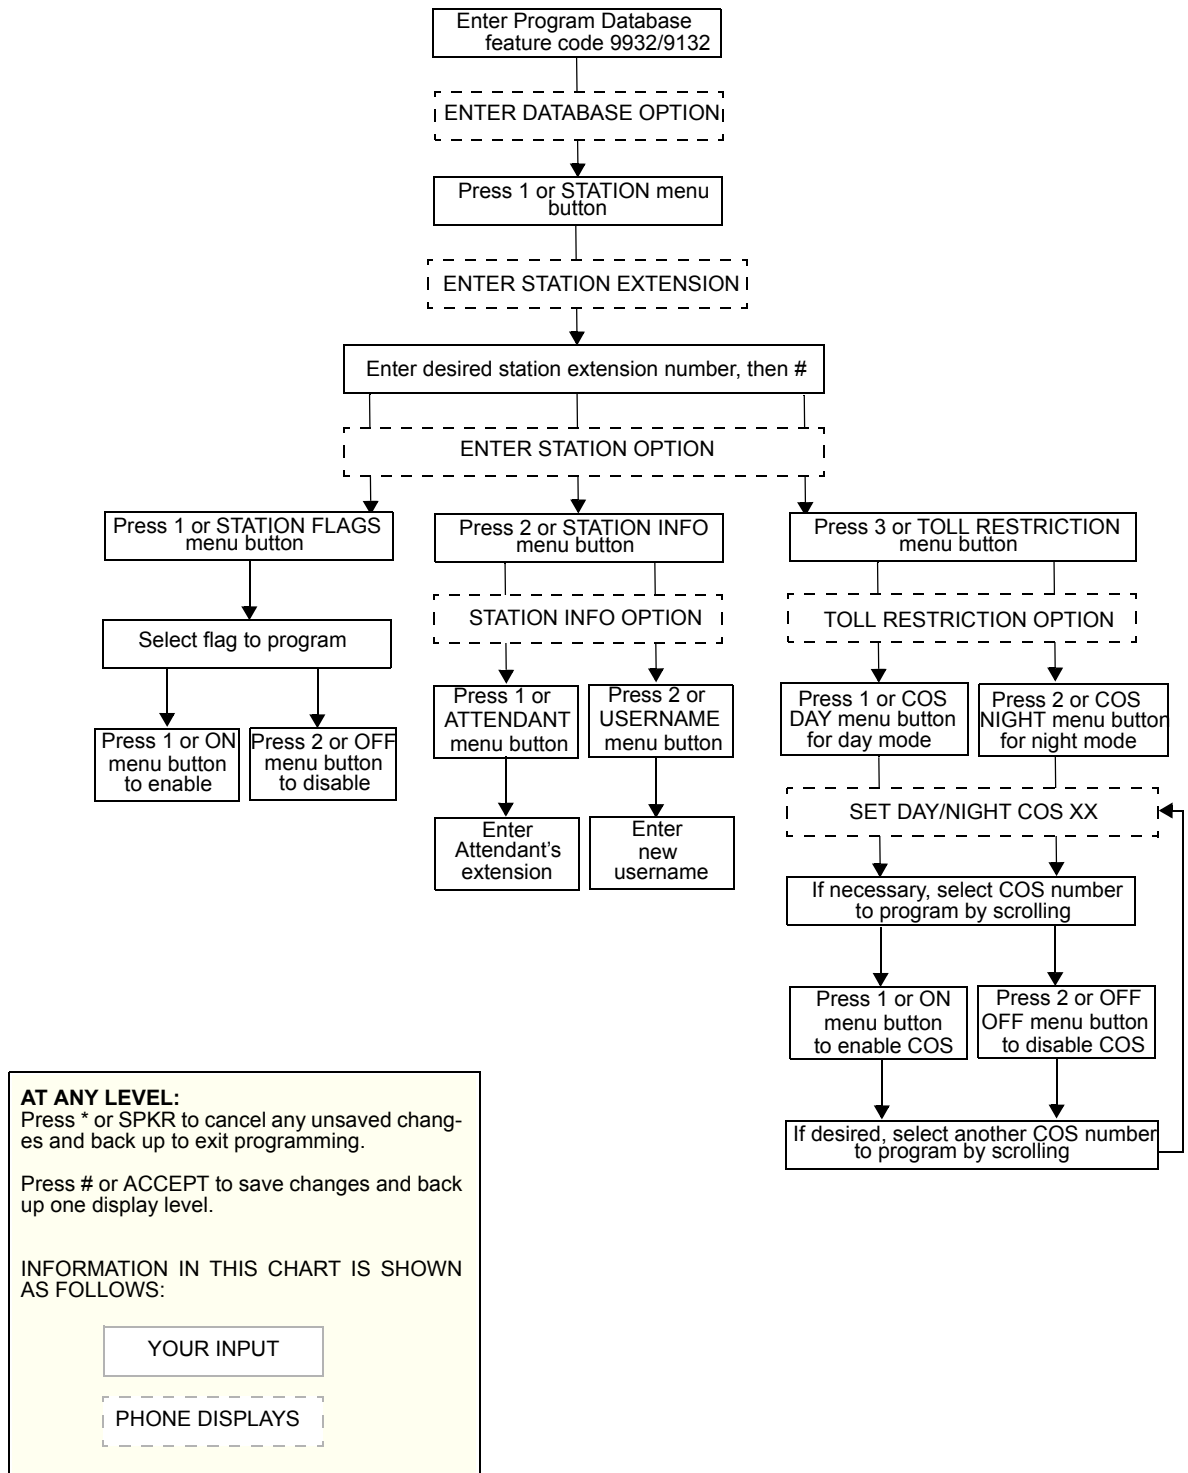 Enter Program Database
feature code 9932/9132
ENTER DATABASE OPTION
Press 1 or STATION menu
button
ENTER STATION EXTENSION
Enter desired station extension number, then #
ENTER STATION OPTION
Press 1 or STATION FLAGS
menu button
Press 2 or STATION INFO
menu button
Press 3 or TOLL RESTRICTION
menu button
Select flag to program
STATION INFO OPTION
TOLL RESTRICTION OPTION
Press 1 or ON
menu button
to enable
Press 2 or OFF
menu button
to disable
Press 1 or
ATTENDANT
menu button
Press 2 or
USERNAME
menu button
Press 1 or COS
DAY menu button
for day mode
Press 2 or COS
NIGHT menu button
for night mode
Enter
Attendant's
extension
Enter
new
username
SET DAY/NIGHT COS XX
If necessary, select COS number
to program by scrolling
Press 1 or ON
menu button
to enable COS
Press 2 or OFF
OFF menu button
to disable COS
If desired, select another COS number
to program by scrolling
AT ANY LEVEL:
Press * or SPKR to cancel any unsaved chang-
es and back up to exit programming.
Press # or ACCEPT to save changes and back
up one display level.
INFORMATION IN THIS CHART IS SHOWN
AS FOLLOWS:
YOUR INPUT
PHONE DISPLAYS